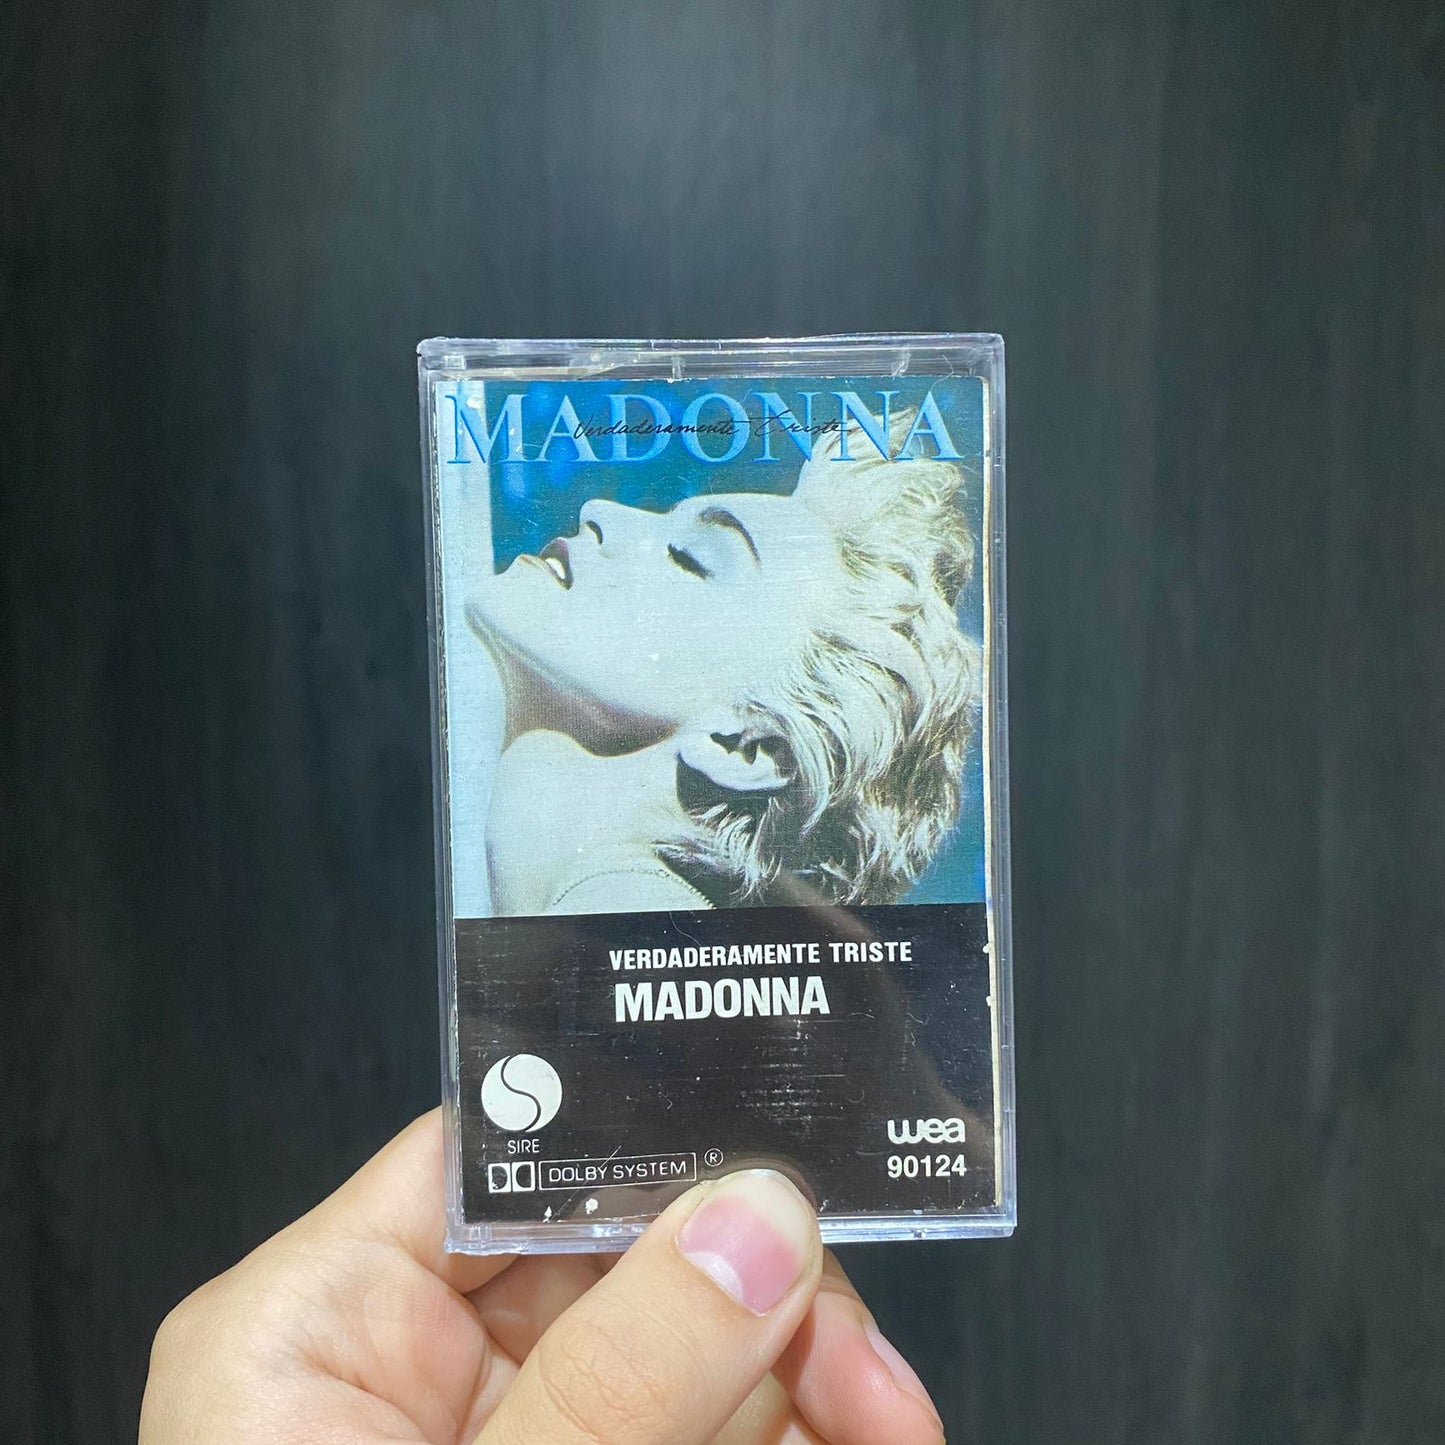 MADONNA
Verdaderamente Triste
VERDADERAMENTE TRISTE
MADONNA
SIRE
DOLBY SYSTEM ®
wea
90124